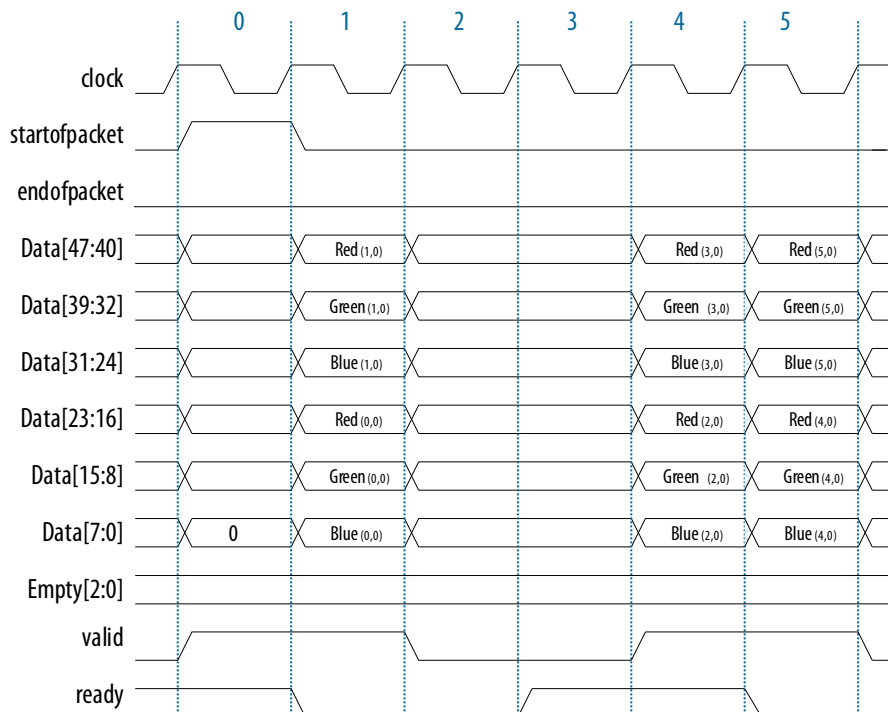 0 1 2 3 4 5
clock
startofpacket
endofpacket
Data[47:40] Red (1,0) Red (3,0) Red (5,0)
Data[39:32] Green (1,0) Green (3,0) Green (5,0)
Data[31:24] Blue (1,0) Blue (3,0) Blue (5,0)
Data[23:16] Red (0,0) Red (2,0) Red (4,0)
Data[15:8] Green (0,0) Green (2,0) Green (4,0)
Data[7:0] 0 Blue (0,0) Blue (2,0) Blue (4,0)
Empty[2:0]
valid
ready